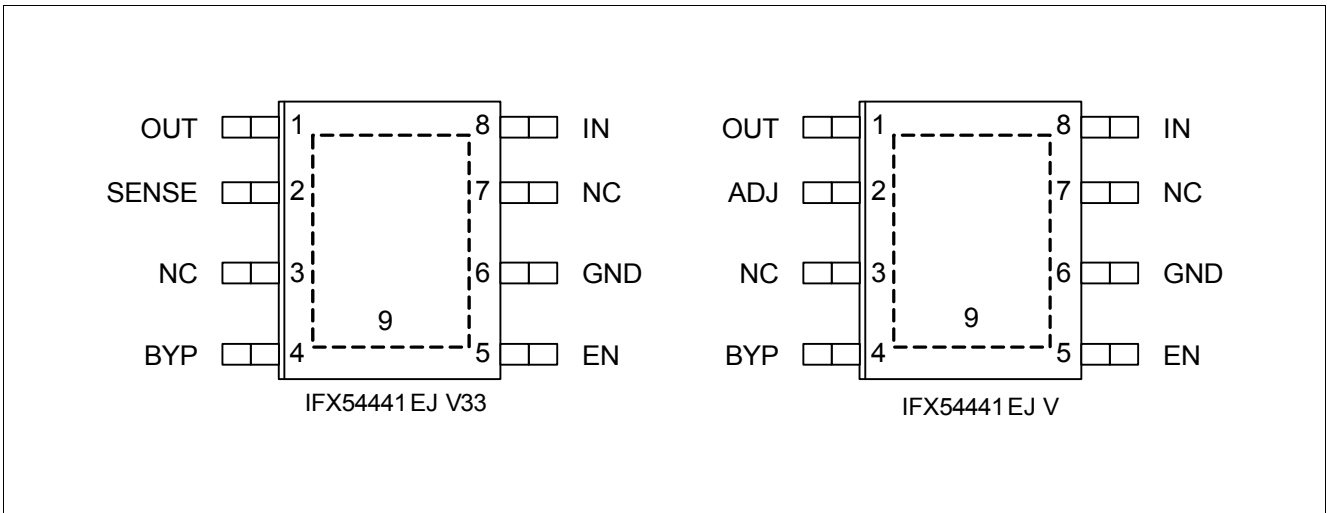 OUT 1 8 IN OUT 1 8 IN
SENSE 2 7 NC ADJ 2 7 NC
NC 3 6 GND NC 3 6 GND
9 9
BYP 4 5 EN BYP 4 5 EN
IFX54441 EJ V33 IFX54441 EJ V